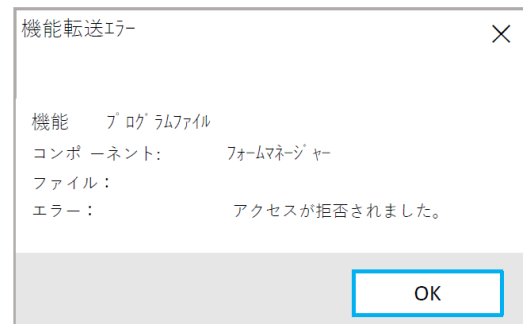 機能転送ｴﾗｰ
機能 ﾌﾟﾛｸﾞﾗﾑﾌｧｲﾙ
コンポーネント: ﾌｫｰﾑﾏﾈｰｼﾞｬｰ
ファイル：
エラー： アクセスが拒否されました。
OK